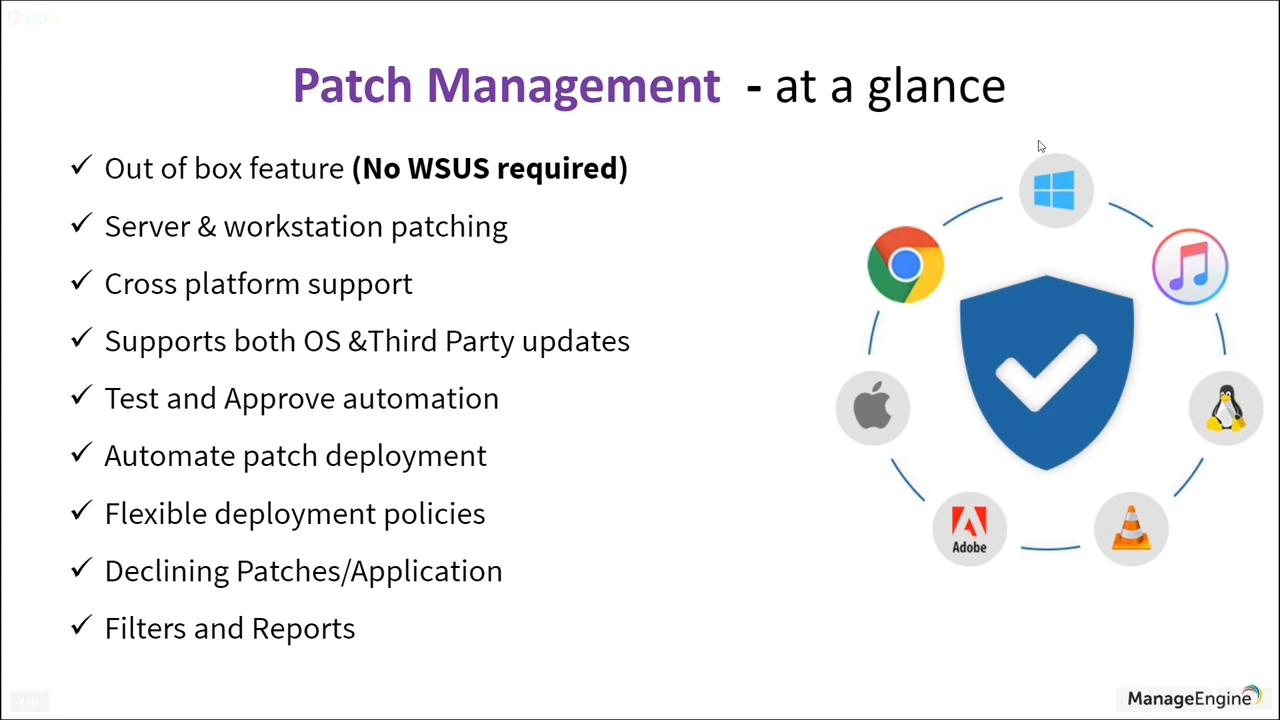 Patch Management - at a glance
✓ Out of box feature (No WSUS required)
✓ Server & workstation patching
✓ Cross platform support
✓ Supports both OS &Third Party updates
✓ Test and Approve automation
✓ Automate patch deployment
✓ Flexible deployment policies
✓ Declining Patches/Application
✓ Filters and Reports
Adobe
Exit
ManageEngine